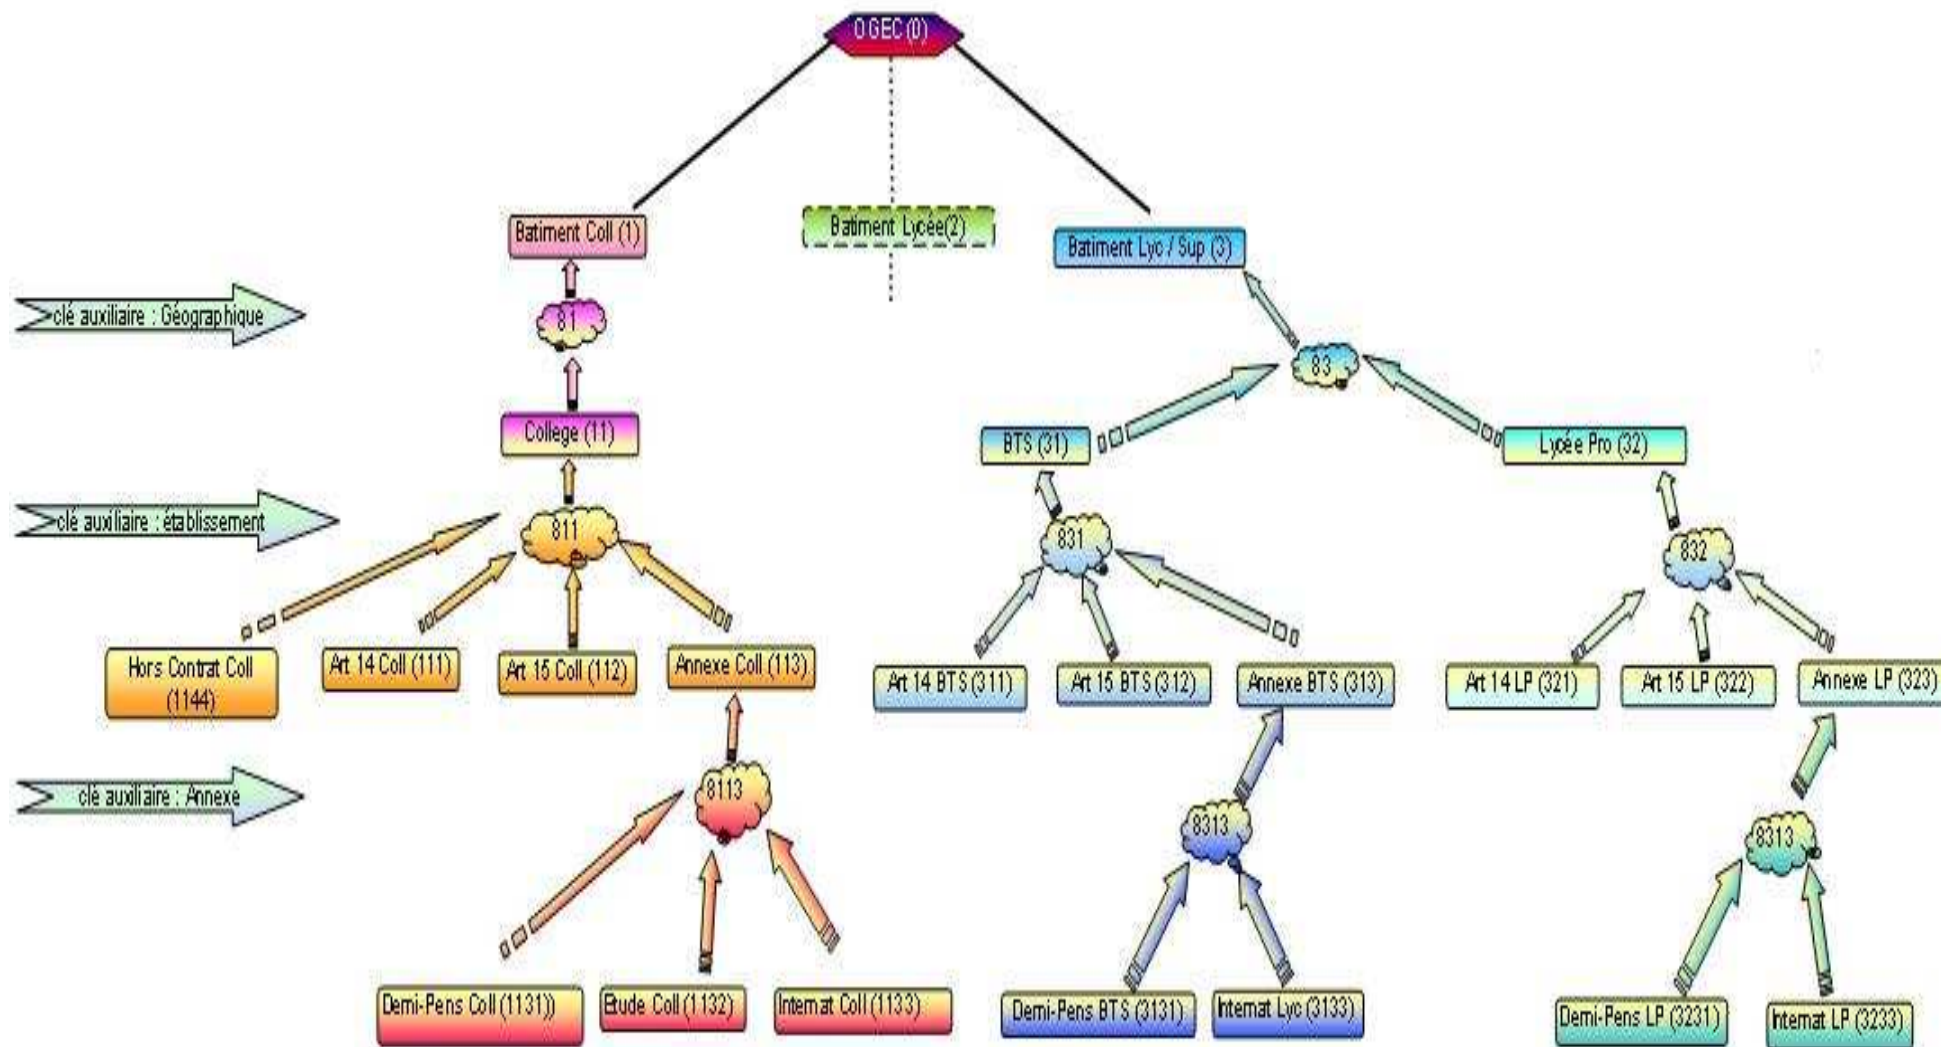 OGEC (0)
Batiment Coll (1)
Batiment Lycée(2)
Batiment Lyc / Sup (3)
clé auxiliaire : Géographique
81
83
College (11)
BTS (31)
Lycée Pro (32)
clé auxiliaire : établissement
811
831
832
Hors Contrat Coll
(1144)
Art 14 Coll (111)
Art 15 Coll (112)
Annexe Coll (113)
Art 14 BTS (311)
Art 15 BTS (312)
Annexe BTS (313)
Art 14 LP (321)
Art 15 LP (322)
Annexe LP (323)
clé auxiliaire : Annexe
8113
8313
8313
Demi-Pens Coll (1131))
Etude Coll (1132)
Internat Coll (1133)
Demi-Pens BTS (3131)
Internat Lyc (3133)
Demi-Pens LP (3231)
Internat LP (3233)